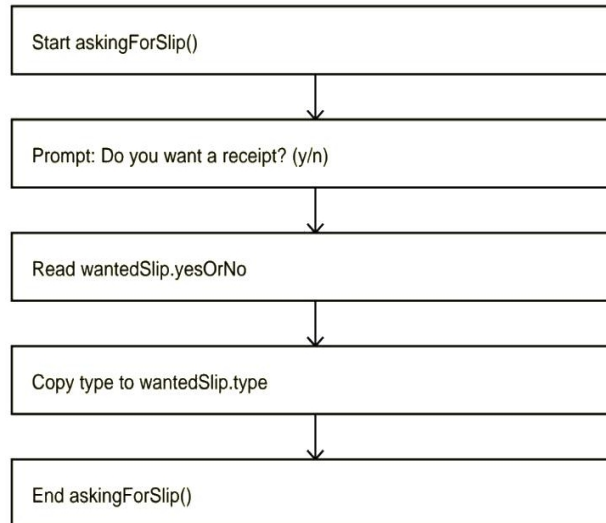 Start askingForSlip()
Prompt: Do you want a receipt? (y/n)
Read wantedSlip.yesOrNo
Copy type to wantedSlip.type
End askingForSlip()